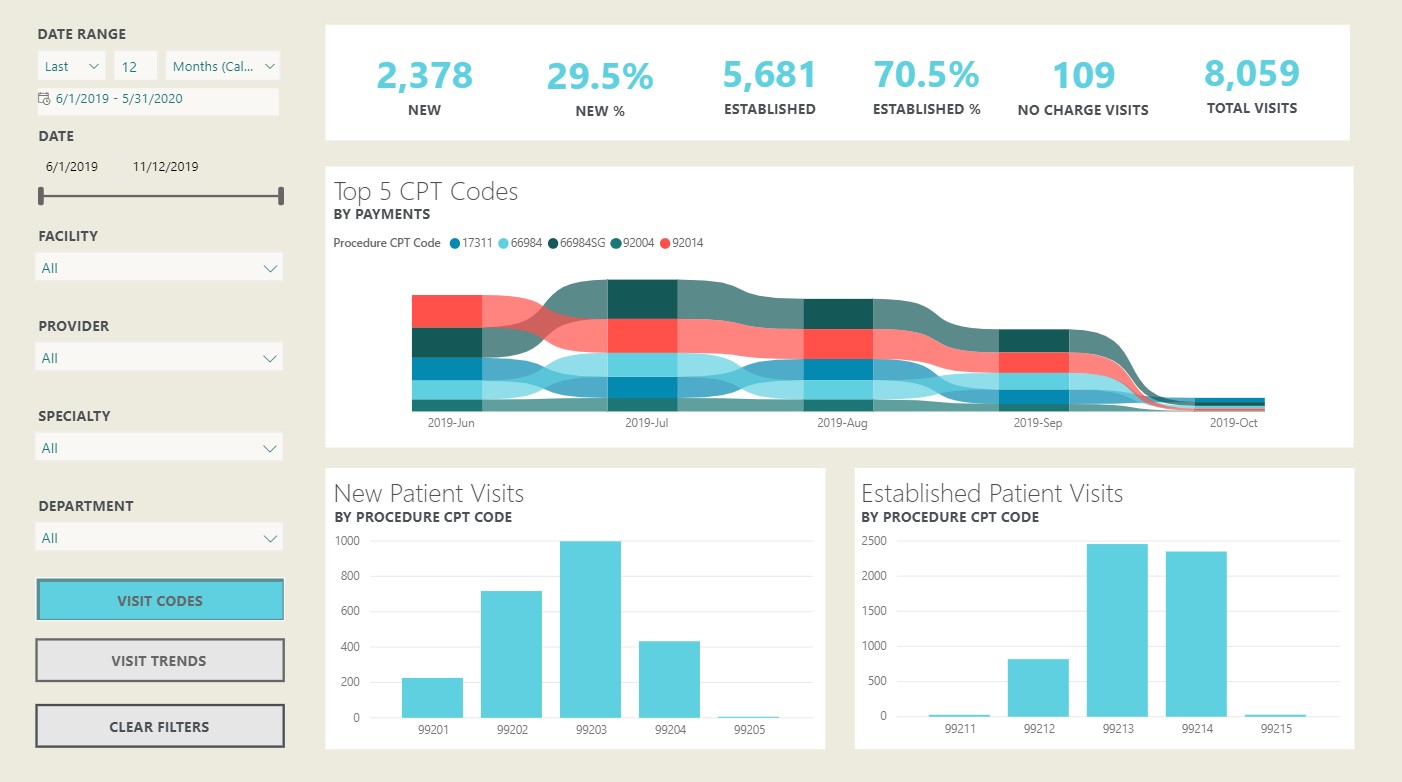 DATE RANGE
Last 12 Months (Cal...
6/1/2019 - 5/31/2020
DATE
6/1/2019 11/12/2019
FACILITY
All
PROVIDER
All
SPECIALTY
All
DEPARTMENT
All
VISIT CODES
VISIT TRENDS
CLEAR FILTERS
2,378 29.5% 5,681 70.5% 109 8,059
NEW NEW % ESTABLISHED ESTABLISHED % NO CHARGE VISITS TOTAL VISITS
Top 5 CPT Codes
BY PAYMENTS
Procedure CPT Code 17311 66984 66984SG 92004 92014
2019-Jun 2019-Jul 2019-Aug 2019-Sep 2019-Oct
New Patient Visits
BY PROCEDURE CPT CODE
1000
800
600
400
200
0
99201 99202 99203 99204 99205
Established Patient Visits
BY PROCEDURE CPT CODE
2500
2000
1500
1000
500
0
99211 99212 99213 99214 99215